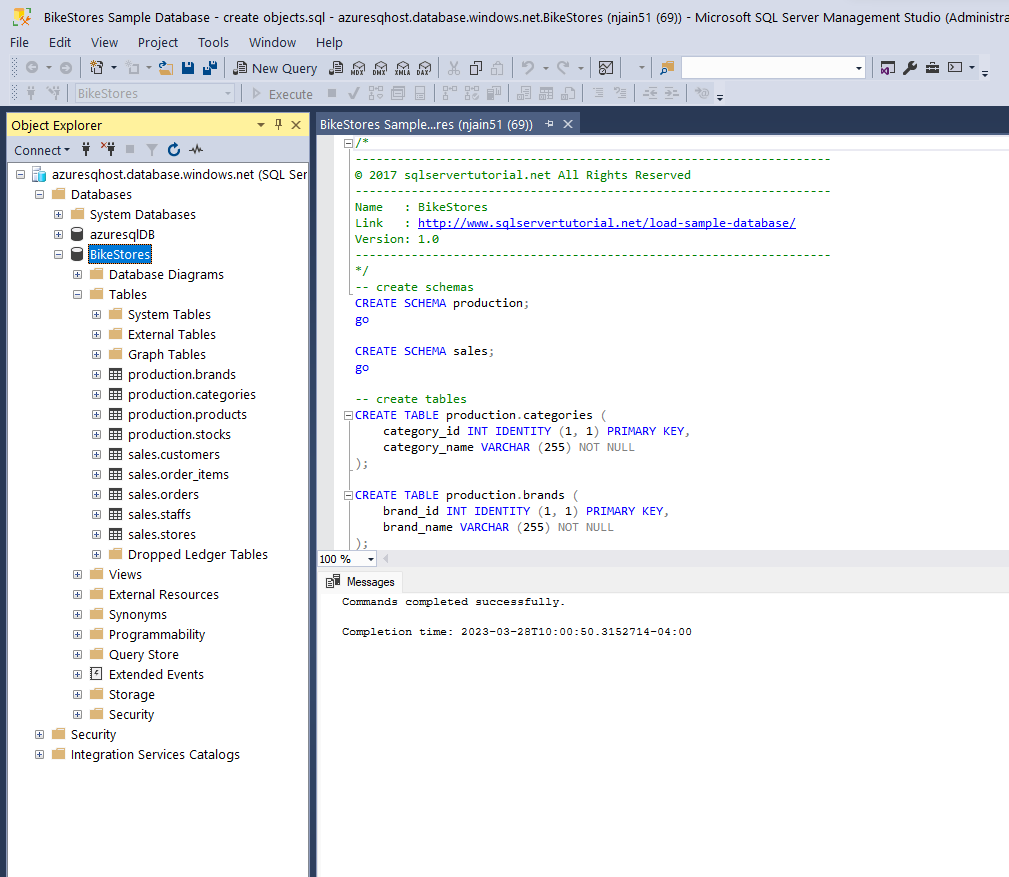 BikeStores Sample Database - create objects.sql - azuresqhost.database.windows.net.BikeStores (njain51 (69)) - Microsoft SQL Server Management Studio (Administra
File Edit View Project Tools Window Help
New Query MDX DMX XMLA DAX
BikeStores Execute
Object Explorer
BikeStores Sample...res (njain51 (69))
Connect
azuresqhost.database.windows.net (SQL Ser
Databases
System Databases
azuresqlDB
BikeStores
Database Diagrams
Tables
System Tables
External Tables
Graph Tables
production.brands
production.categories
production.products
production.stocks
sales.customers
sales.order_items
sales.orders
sales.staffs
sales.stores
Dropped Ledger Tables
Views
External Resources
Synonyms
Programmability
Query Store
Extended Events
Storage
Security
Security
Integration Services Catalogs
/*
--------------------------------------------------------------------
© 2017 sqlservertutorial.net All Rights Reserved
--------------------------------------------------------------------
Name   : BikeStores
Link   : http://www.sqlservertutorial.net/load-sample-database/
Version: 1.0
--------------------------------------------------------------------
*/
-- create schemas
CREATE SCHEMA production;
go
CREATE SCHEMA sales;
go
-- create tables
CREATE TABLE production.categories (
category_id INT IDENTITY (1, 1) PRIMARY KEY,
category_name VARCHAR (255) NOT NULL
);
CREATE TABLE production.brands (
brand_id INT IDENTITY (1, 1) PRIMARY KEY,
brand_name VARCHAR (255) NOT NULL
);
100 %
Messages
Commands completed successfully.
Completion time: 2023-03-28T10:00:50.3152714-04:00